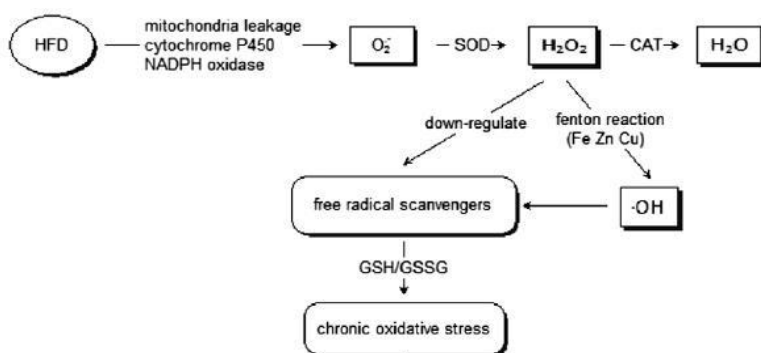 HFD
mitochondria leakage
cytochrome P450
NADPH oxidase
O₂⁻
SOD
H₂O₂
CAT
H₂O
down-regulate
fenton reaction
(Fe Zn Cu)
free radical scanvengers
·OH
GSH/GSSG
chronic oxidative stress